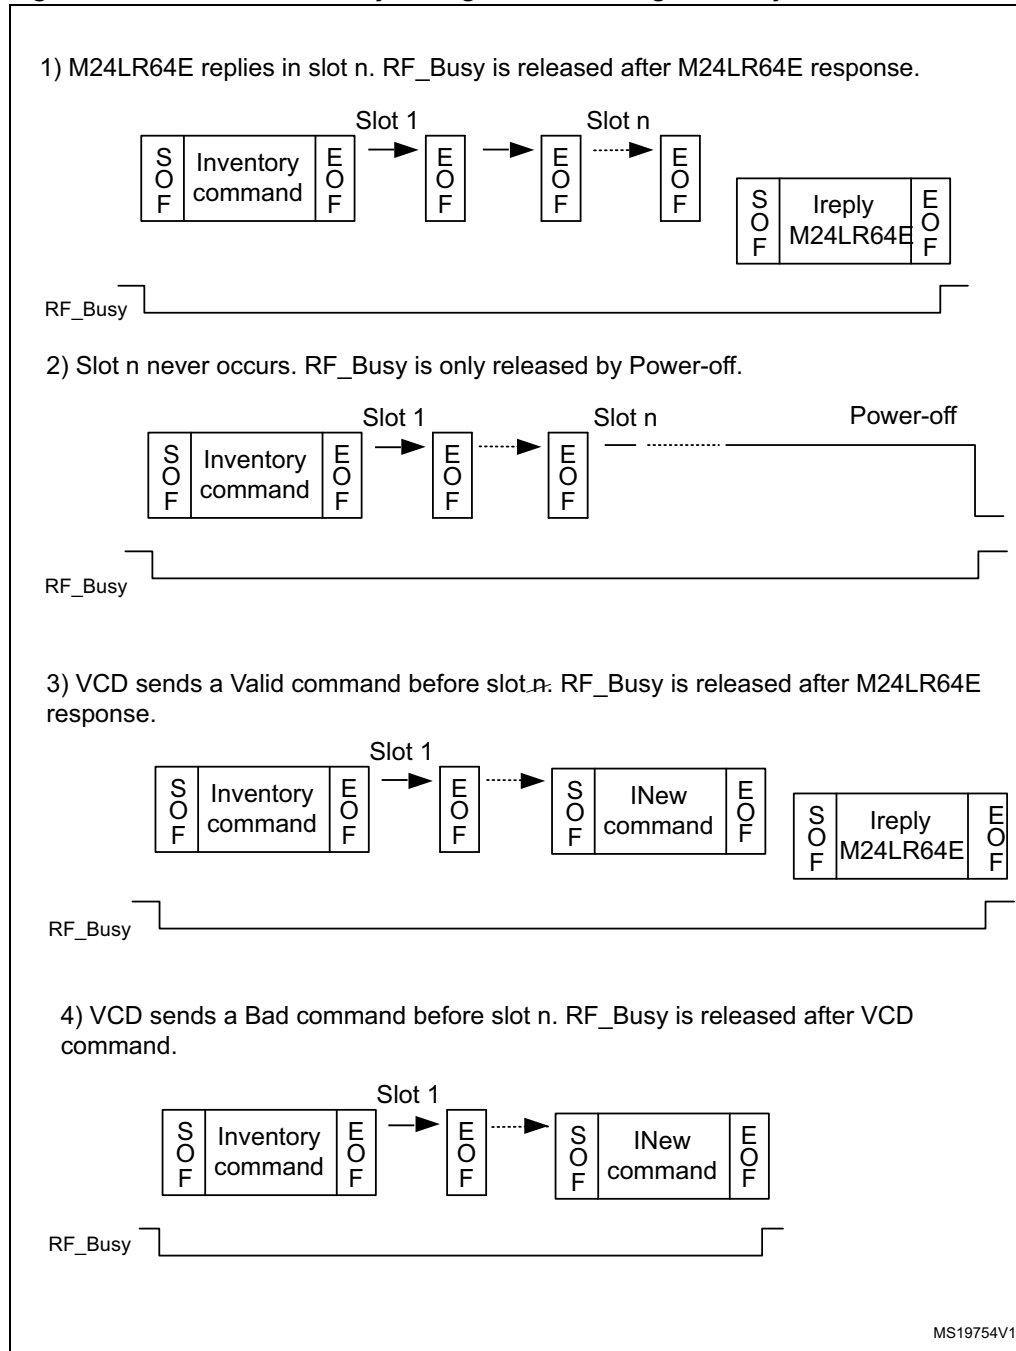 1) M24LR64E replies in slot n. RF_Busy is released after M24LR64E response.
Slot 1 Slot n
SOF Inventory command EOF EOF EOF EOF
SOF Ireply M24LR64E EOF
RF_Busy
2) Slot n never occurs. RF_Busy is only released by Power-off.
Slot 1 Slot n Power-off
SOF Inventory command EOF EOF EOF
RF_Busy
3) VCD sends a Valid command before slot n. RF_Busy is released after M24LR64E
response.
Slot 1
SOF Inventory command EOF EOF SOF INew command EOF
SOF Ireply M24LR64E EOF
RF_Busy
4) VCD sends a Bad command before slot n. RF_Busy is released after VCD
command.
Slot 1
SOF Inventory command EOF EOF SOF INew command EOF
RF_Busy
MS19754V1